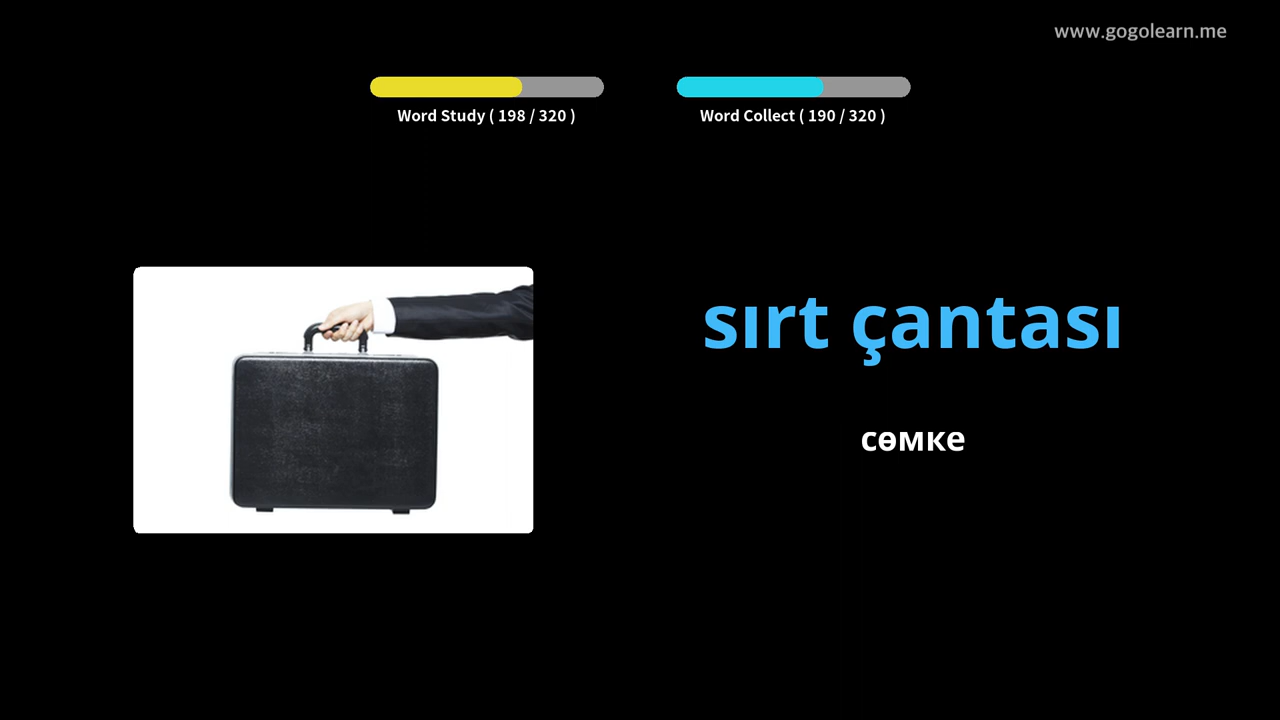 www.gogolearn.me
Word Study ( 198 / 320 )
Word Collect ( 190 / 320 )
sırt çantası
сөмке